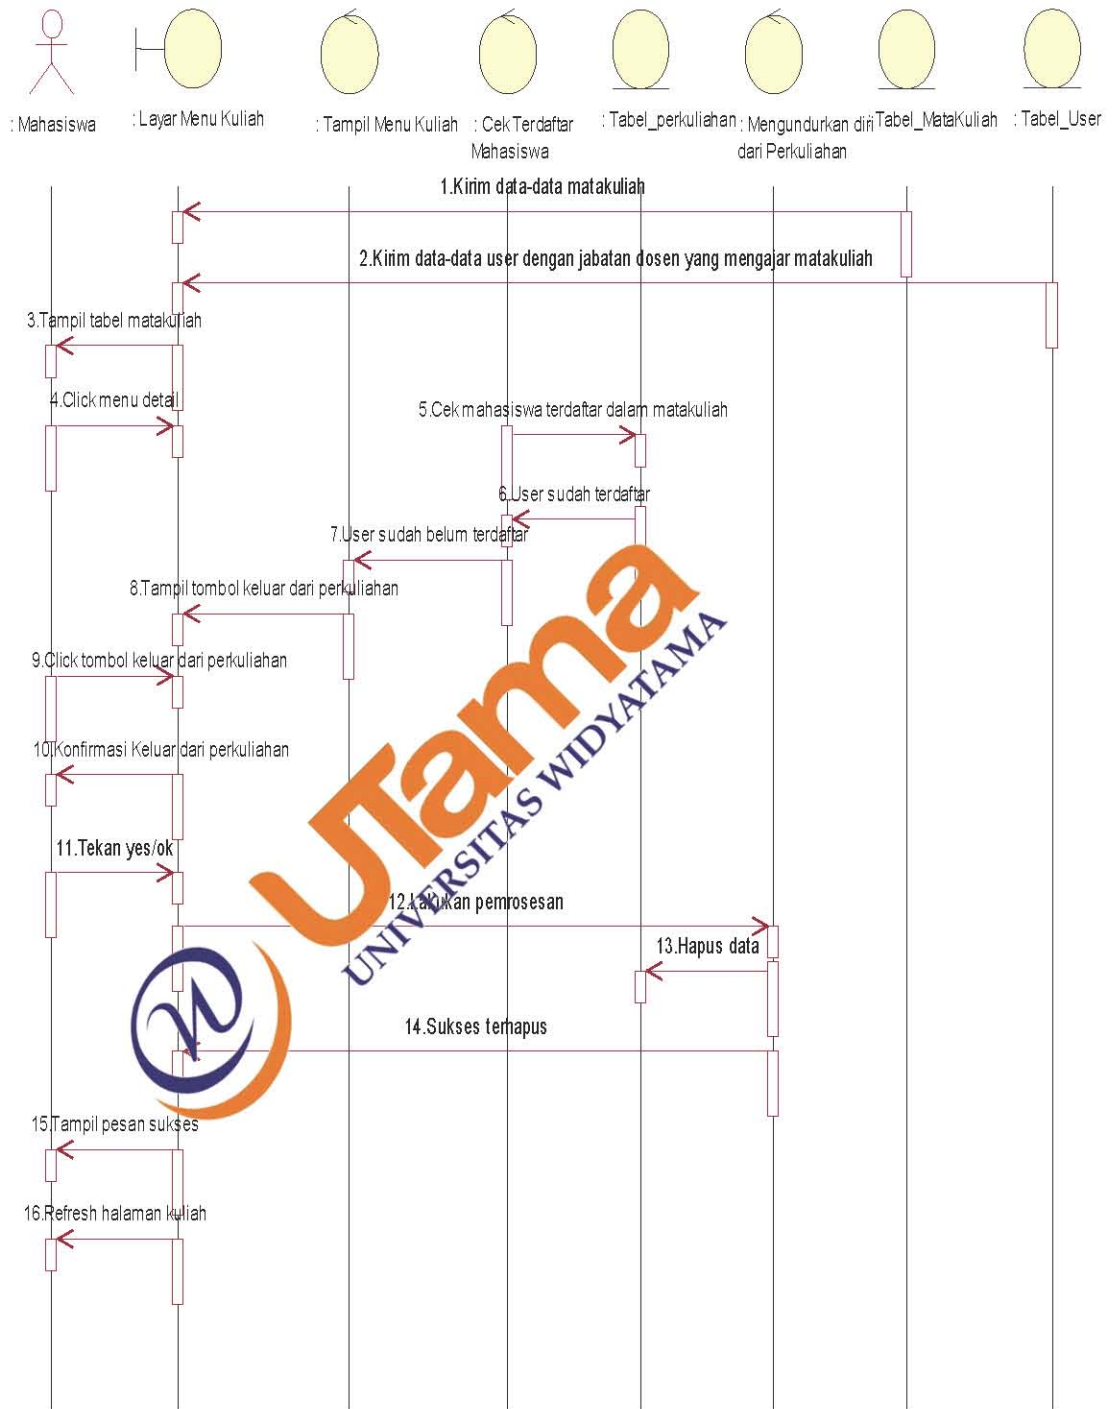 : Mahasiswa
: Layar Menu Kuliah
: Tampil Menu Kuliah
: Cek Terdaftar
Mahasiswa
: Tabel_perkuliahan
: Mengundurkan diri
dari Perkuliahan
Tabel_MataKuliah
: Tabel_User
1.Kirim data-data matakuliah
2.Kirim data-data user dengan jabatan dosen yang mengajar matakuliah
3.Tampil tabel matakuliah
4.Click menu detail
5.Cek mahasiswa terdaftar dalam matakuliah
6.User sudah terdaftar
7.User sudah belum terdaftar
8.Tampil tombol keluar dari perkuliahan
9.Click tombol keluar dari perkuliahan
10.Konfirmasi Keluar dari perkuliahan
11.Tekan yes/ok
12.Lakukan pemrosesan
13.Hapus data
14.Sukses terhapus
15.Tampil pesan sukses
16.Refresh halaman kuliah
UTama
UNIVERSITAS WIDYATAMA